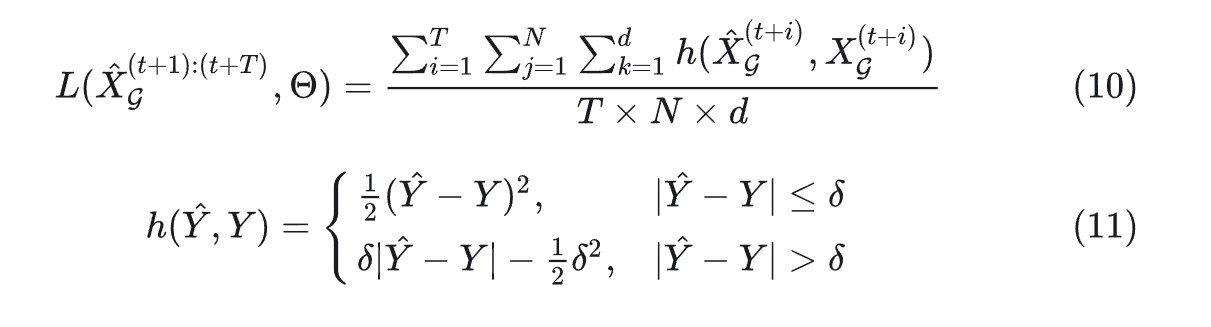 $L(\hat{X}_{\mathcal{G}}^{(t+1):(t+T)}, \Theta) = \frac{\sum_{i=1}^{T} \sum_{j=1}^{N} \sum_{k=1}^{d} h(\hat{X}_{\mathcal{G}}^{(t+i)}, X_{\mathcal{G}}^{(t+i)})}{T \times N \times d}$ (10)
$h(\hat{Y}, Y) = \begin{cases} \frac{1}{2}(\hat{Y} - Y)^2, & |\hat{Y} - Y| \leq \delta \\ \delta|\hat{Y} - Y| - \frac{1}{2}\delta^2, & |\hat{Y} - Y| > \delta \end{cases}$ (11)